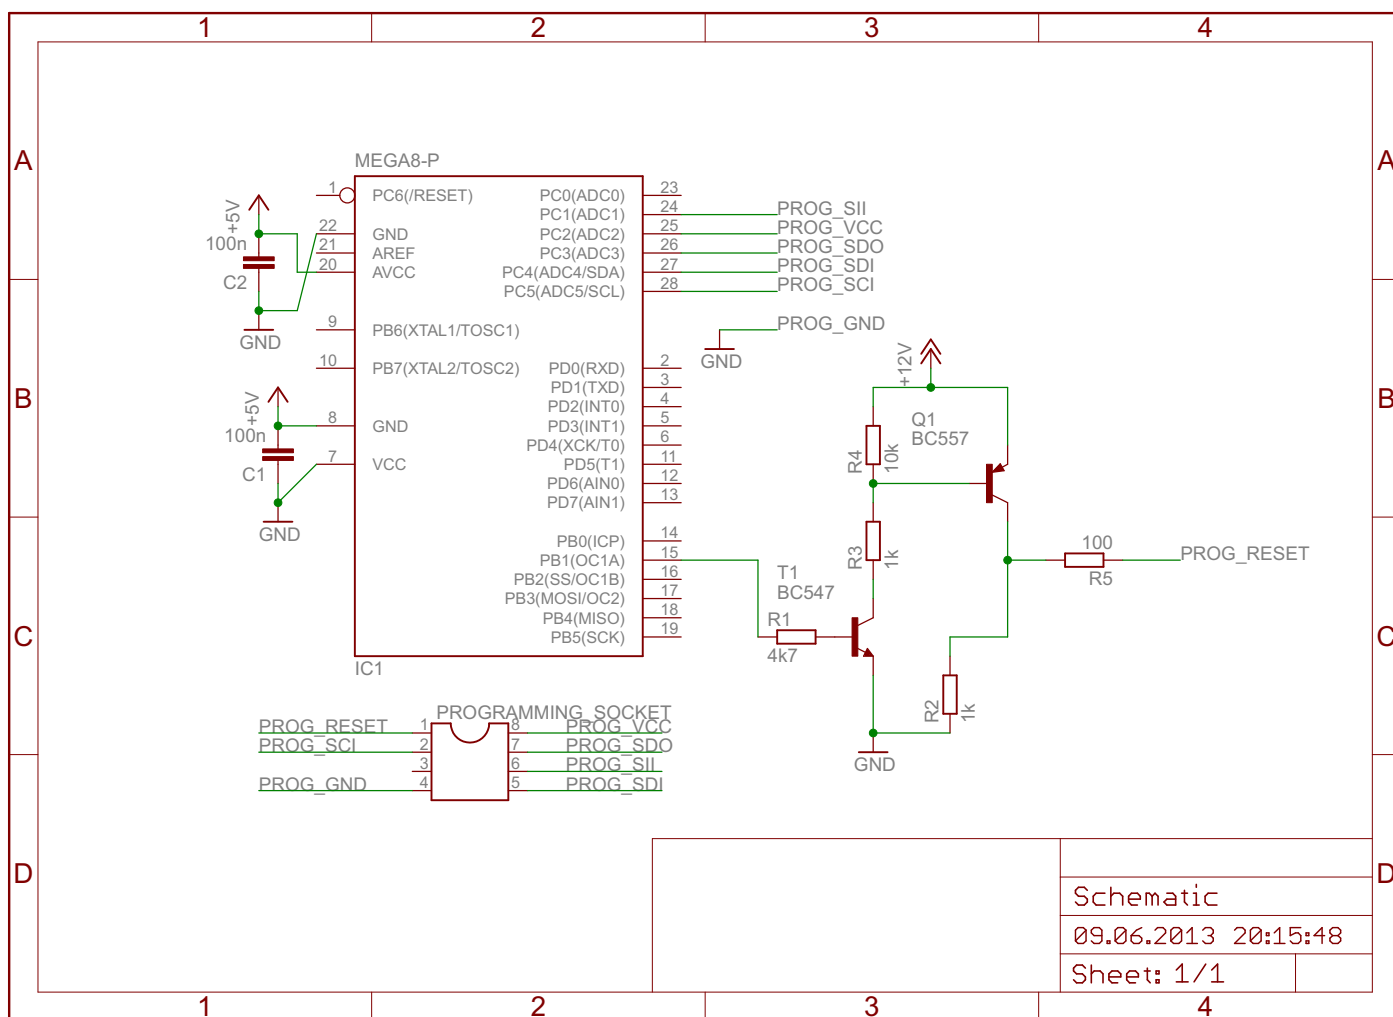 1 2 3 4
A A
MEGA8-P
1 PC6(/RESET) PC0(ADC0) 23
PC1(ADC1) 24 PROG_SII
+5V
100n
C2
GND
22 GND PC2(ADC2) 25 PROG_VCC
21 AREF PC3(ADC3) 26 PROG_SDO
20 AVCC PC4(ADC4/SDA) 27 PROG_SDI
PC5(ADC5/SCL) 28 PROG_SCI
9 PB6(XTAL1/TOSC1)
PROG_GND
GND
10 PB7(XTAL2/TOSC2) PD0(RXD) 2
PD1(TXD) 3
B B
PD2(INT0) 4
+5V
100n
C1
GND
8 GND PD3(INT1) 5
PD4(XCK/T0) 6
7 VCC PD5(T1) 11
PD6(AIN0) 12
PD7(AIN1) 13
PB0(ICP) 14
PB1(OC1A) 15
PB2(SS/OC1B) 16
PB3(MOSI/OC2) 17
PB4(MISO) 18
PB5(SCK) 19
IC1
+12V
Q1
BC557
R4 10k
R3 1k
100
R5
PROG_RESET
T1
BC547
R1
4k7
R2 1k
GND
C C
PROGRAMMING_SOCKET
PROG_RESET 1 8 PROG_VCC
PROG_SCI 2 7 PROG_SDO
3 6 PROG_SII
PROG_GND 4 5 PROG_SDI
D D
Schematic
09.06.2013 20:15:48
Sheet: 1/1
1 2 3 4